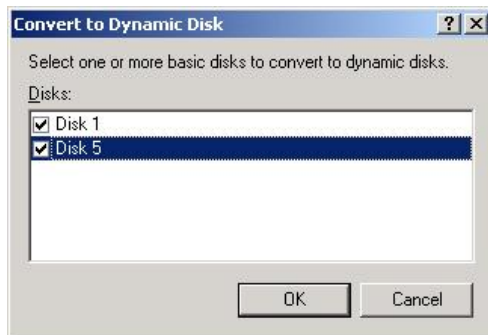 Convert to Dynamic Disk
Select one or more basic disks to convert to dynamic disks.
Disks:
Disk 1
Disk 5
OK
Cancel